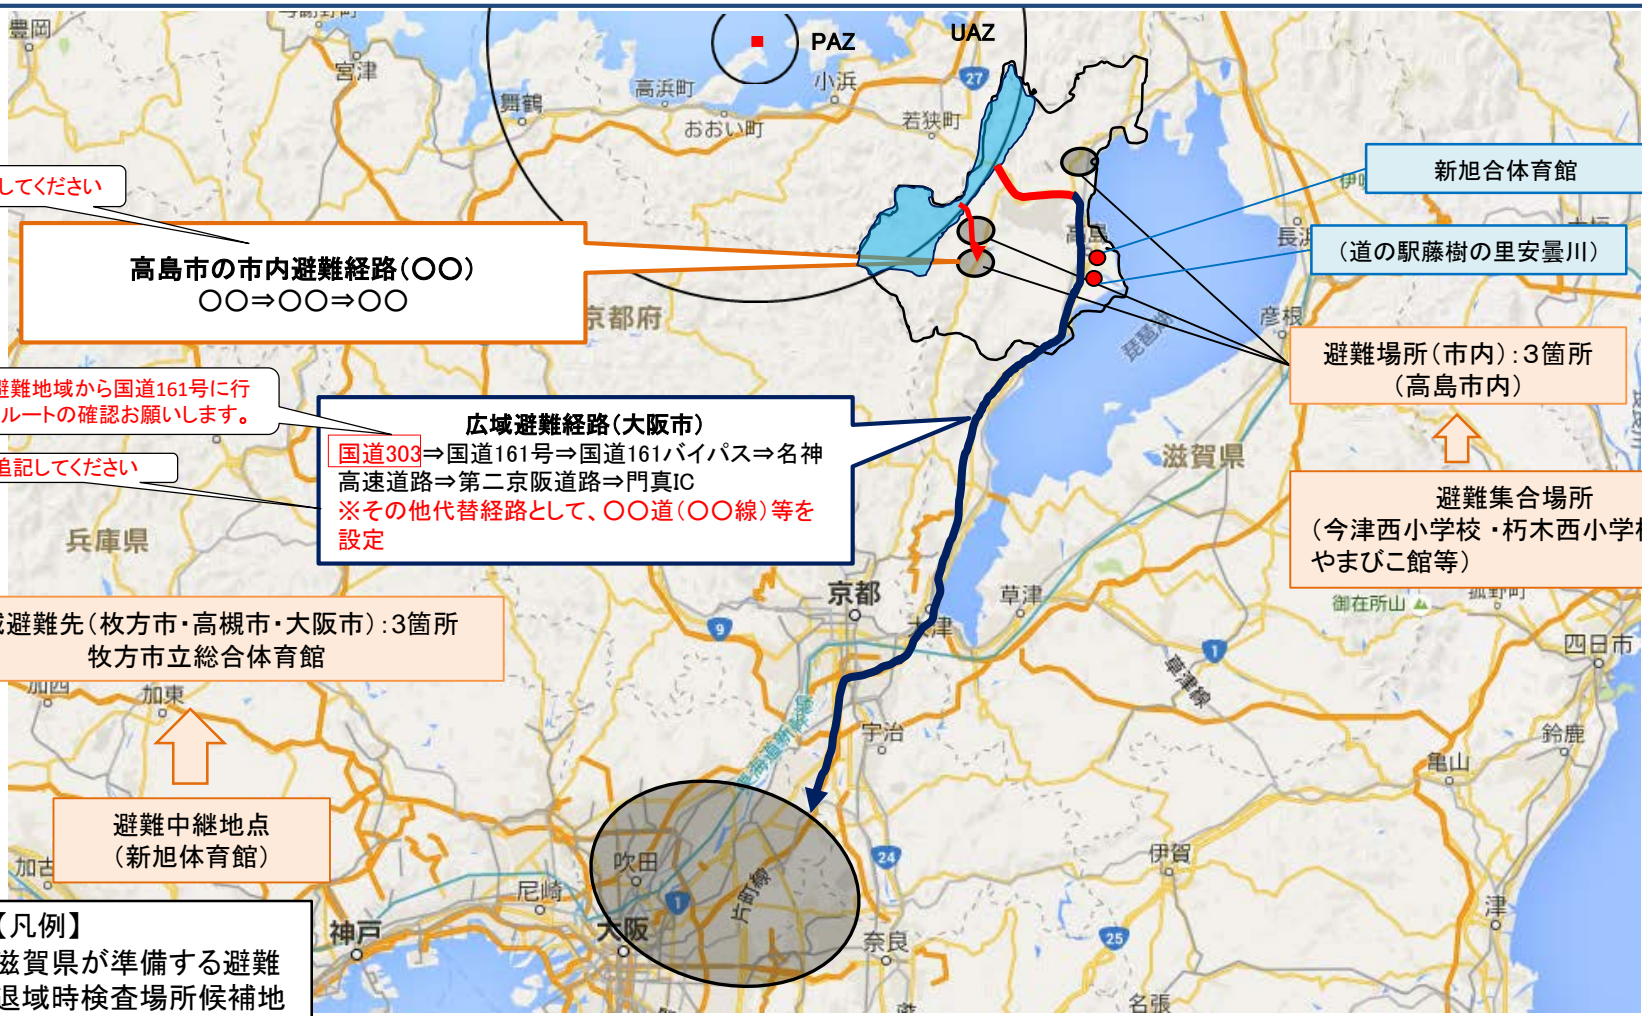 豊岡
宮津
舞鶴
高浜町
おおい町
小浜
若狭町
PAZ
UAZ
27
してください
高島市の市内避難経路(〇〇)
〇〇⇒〇〇⇒〇〇
京都府
高島
新旭合体育館
(道の駅藤樹の里安曇川)
彦根
琵琶湖
避難場所(市内):3箇所
(高島市内)
避難地域から国道161号に行
ルートの確認お願いします。
追記してください
広域避難経路(大阪市)
国道303⇒国道161号⇒国道161バイパス⇒名神
高速道路⇒第二京阪道路⇒門真IC
※その他代替経路として、〇〇道(〇〇線)等を
設定
滋賀県
避難集合場所
(今津西小学校・朽木西小学校
やまびこ館等)
兵庫県
京都
大津
草津
御在所山
菰野町
四日市
9
1
草津線
域避難先(枚方市・高槻市・大阪市):3箇所
牧方市立総合体育館
加西
加東
宇治
鈴鹿
亀山
避難中継地点
(新旭体育館)
吹田
片町線
24
伊賀
尼崎
1
津
神戸
大阪
奈良
25
名張
【凡例】
滋賀県が準備する避難
退域時検査場所候補地